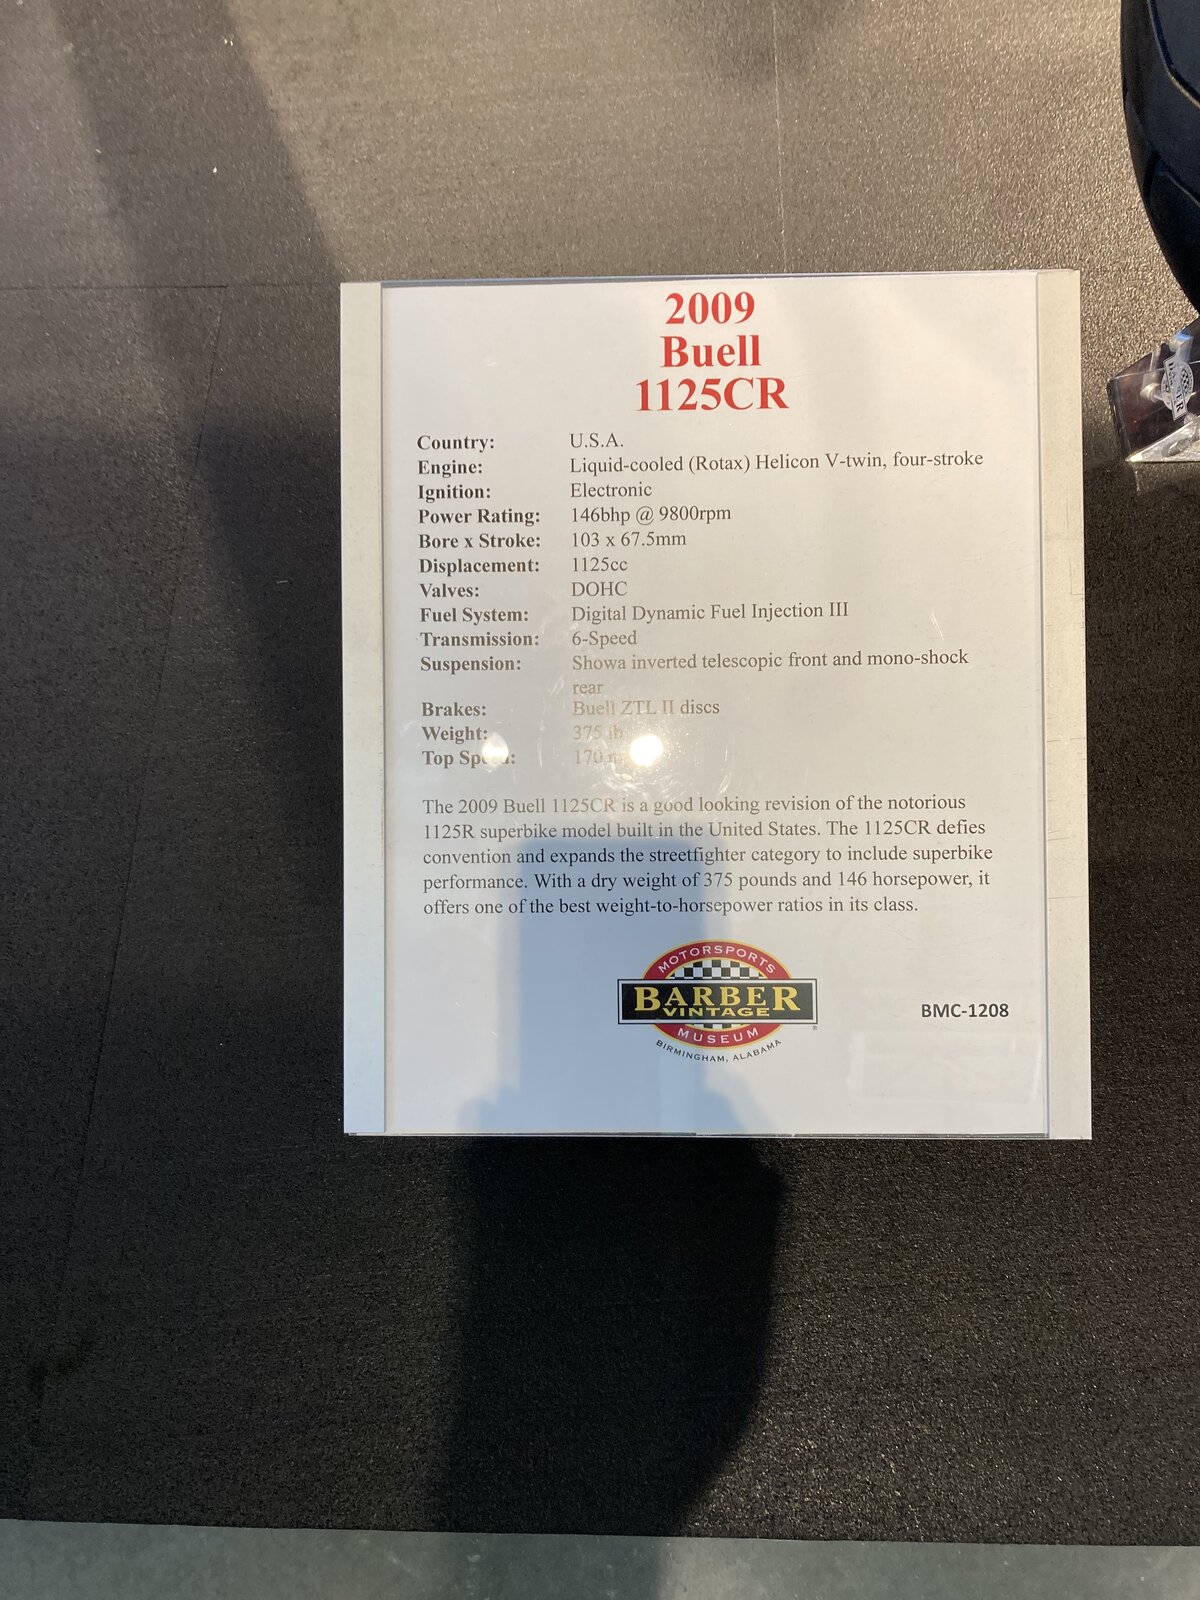 2009
Buell
1125CR
Country: U.S.A.
Engine: Liquid-cooled (Rotax) Helicon V-twin, four-stroke
Ignition: Electronic
Power Rating: 146bhp @ 9800rpm
Bore x Stroke: 103 x 67.5mm
Displacement: 1125cc
Valves: DOHC
Fuel System: Digital Dynamic Fuel Injection III
Transmission: 6-Speed
Suspension: Showa inverted telescopic front and mono-shock
rear
Brakes: Buell ZTL II discs
Weight: 375 lb
Top 170
The 2009 Buell 1125CR is a good looking revision of the notorious
1125R superbike model built in the United States. The 1125CR defies
convention and expands the streetfighter category to include superbike
performance. With a dry weight of 375 pounds and 146 horsepower, it
offers one of the best weight-to-horsepower ratios in its class.
MOTORSPORTS
BARBER
VINTAGE
MUSEUM
BIRMINGHAM, ALABAMA
BMC-1208